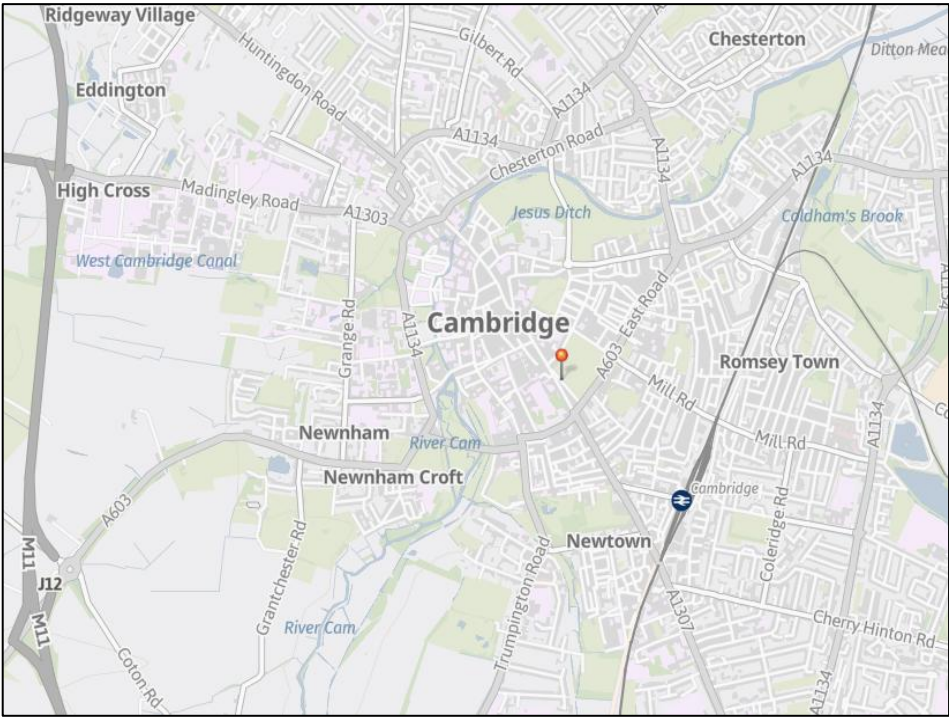 Ridgeway Village
Huntingdon Road
Gilbert Rd
Chesterton
Ditton Mea
Eddington
A1134
A1134
Chesterton Road
A1134
A1134
High Cross
Madingley Road
A1303
Jesus Ditch
Coldham's Brook
West Cambridge Canal
A1134
Grange Rd
A1134
Cambridge
A603 East Road
Romsey Town
Mill Rd
Newnham
River Cam
Mill Rd
A1134
Newnham Croft
Cambridge
A603
Coleridge Rd
Newtown
M11
J12
M11
Grantchester Rd
Trumpington Road
A1307
River Cam
Cherry Hinton Rd
Coton Rd
A1134